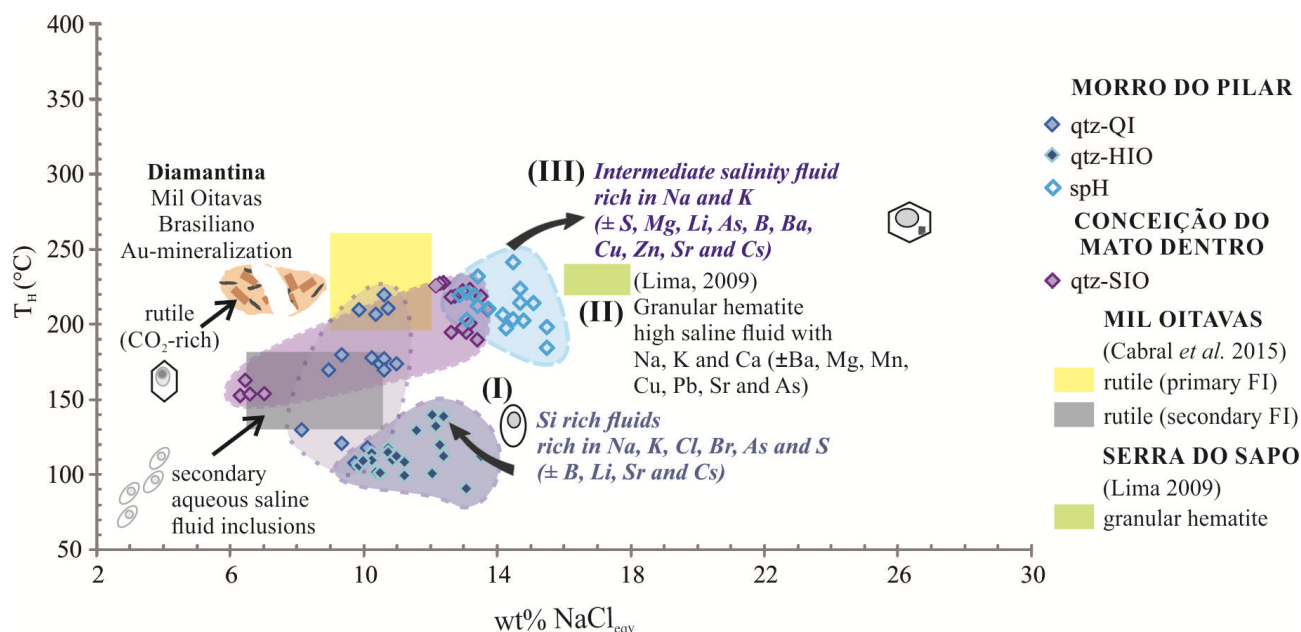 400
350
300
250
200
150
100
50
T_H (°C)
2
6
10
14
18
22
26
30
wt% NaCl_eqv
Diamantina
Mil Oitavas
Brasiliano
Au-mineralization
rutile
(CO₂-rich)
secondary
aqueous saline
fluid inclusions
(III)
Intermediate salinity fluid
rich in Na and K
(± S, Mg, Li, As, B, Ba,
Cu, Zn, Sr and Cs)
(Lima, 2009)
(II)
Granular hematite
high saline fluid with
Na, K and Ca (±Ba, Mg, Mn,
Cu, Pb, Sr and As)
(I)
Si rich fluids
rich in Na, K, Cl, Br, As and S
(± B, Li, Sr and Cs)
MORRO DO PILAR
qtz-QI
qtz-HIO
spH
CONCEIÇÃO DO
MATO DENTRO
qtz-SIO
MIL OITAVAS
(Cabral et al. 2015)
rutile (primary FI)
rutile (secondary FI)
SERRA DO SAPO
(Lima 2009)
granular hematite